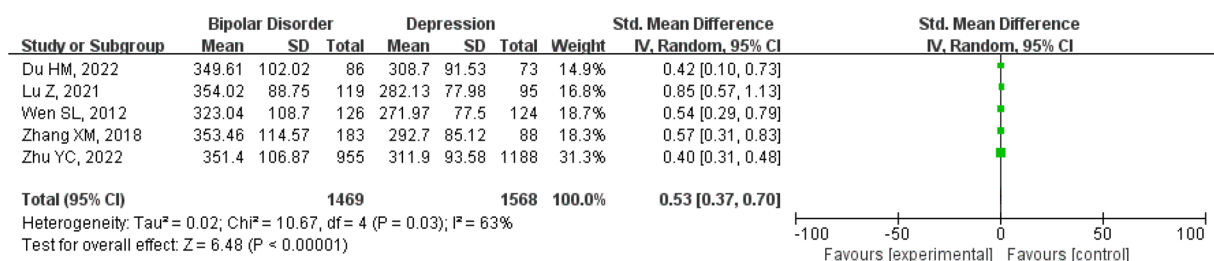 Bipolar Disorder Depression Std. Mean Difference Std. Mean Difference
Study or Subgroup Mean SD Total Mean SD Total Weight IV, Random, 95% CI IV, Random, 95% CI
Du HM, 2022 349.61 102.02 86 308.7 91.53 73 14.9% 0.42 [0.10, 0.73]
Lu Z, 2021 354.02 88.75 119 282.13 77.98 95 16.8% 0.85 [0.57, 1.13]
Wen SL, 2012 323.04 108.7 126 271.97 77.5 124 18.7% 0.54 [0.29, 0.79]
Zhang XM, 2018 353.46 114.57 183 292.7 85.12 88 18.3% 0.57 [0.31, 0.83]
Zhu YC, 2022 351.4 106.87 955 311.9 93.58 1188 31.3% 0.40 [0.31, 0.48]
Total (95% CI) 1469 1568 100.0% 0.53 [0.37, 0.70]
Heterogeneity: Tau² = 0.02; Chi² = 10.67, df = 4 (P = 0.03); I² = 63%
Test for overall effect: Z = 6.48 (P < 0.00001)
-100 -50 0 50 100
Favours [experimental] Favours [control]